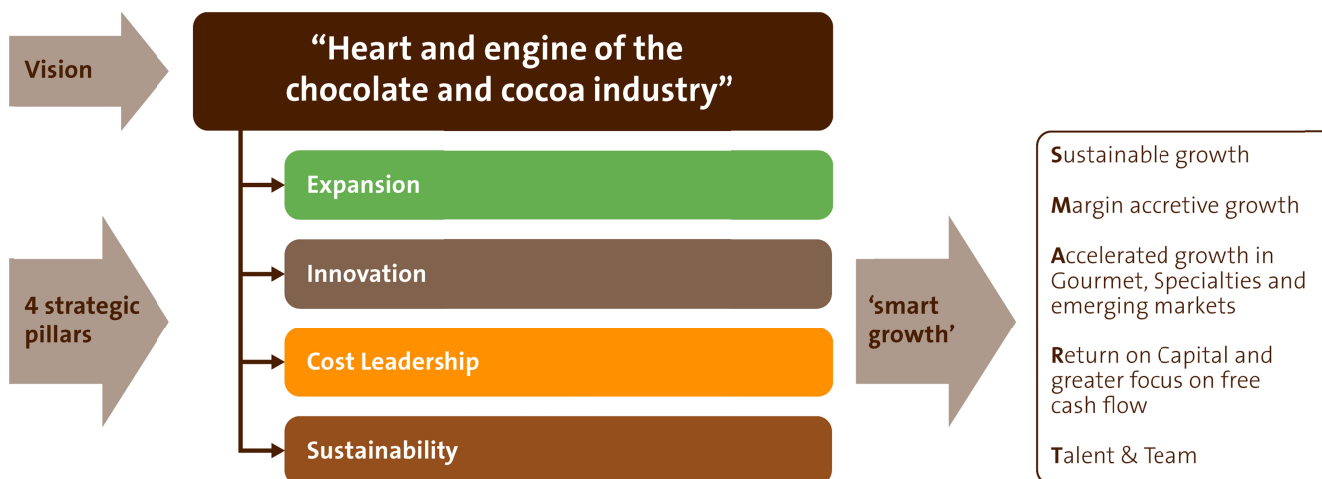 Vision
“Heart and engine of the
chocolate and cocoa industry”
4 strategic
pillars
Expansion
Innovation
Cost Leadership
Sustainability
‘smart
growth’
Sustainable growth
Margin accretive growth
Accelerated growth in
Gourmet, Specialties and
emerging markets
Return on Capital and
greater focus on free
cash flow
Talent & Team